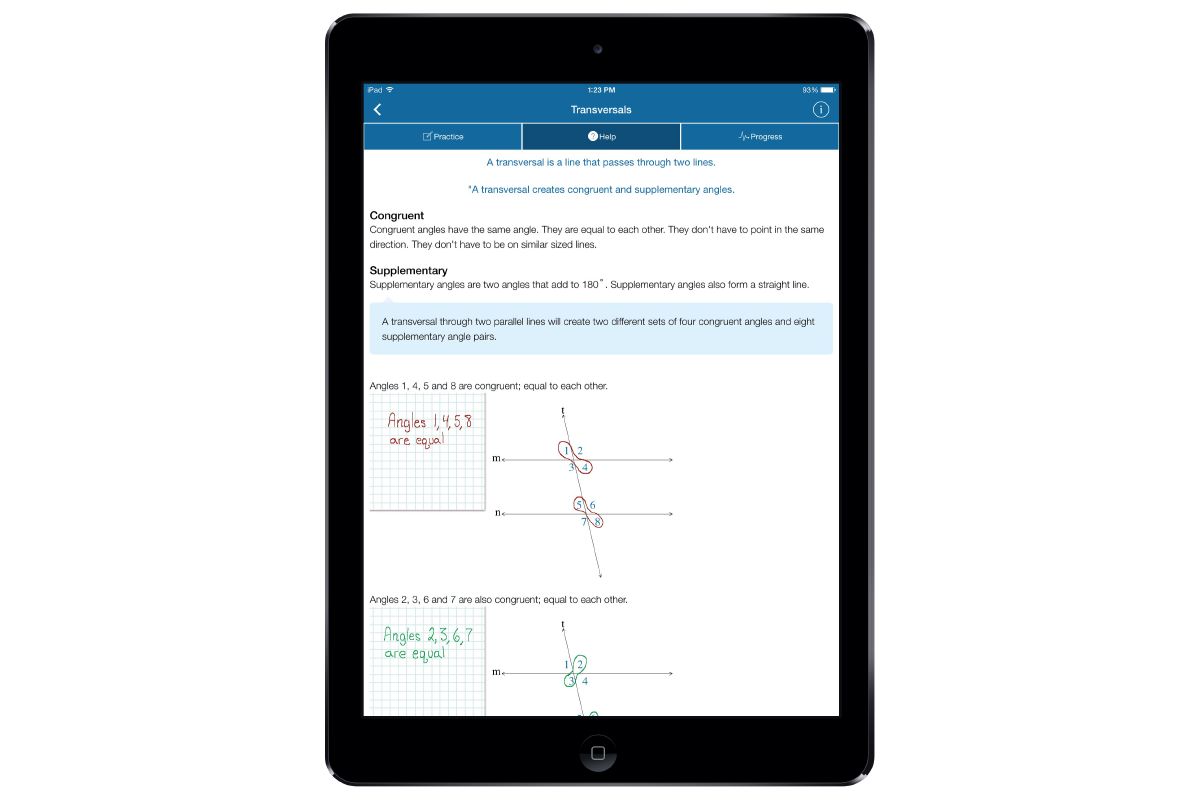 iPad 1:23 PM 93%
Transversals
Practice Help Progress
A transversal is a line that passes through two lines.
*A transversal creates congruent and supplementary angles.
Congruent
Congruent angles have the same angle. They are equal to each other. They don't have to point in the same
direction. They don't have to be on similar sized lines.
Supplementary
Supplementary angles are two angles that add to 180°. Supplementary angles also form a straight line.
A transversal through two parallel lines will create two different sets of four congruent angles and eight
supplementary angle pairs.
Angles 1, 4, 5 and 8 are congruent; equal to each other.
Angles 1,4,5,8
are equal
t
1 2
m
3 4
5 6
n
7 8
Angles 2, 3, 6 and 7 are also congruent; equal to each other.
Angles 2,3,6,7
are equal
t
1 2
m
3 4